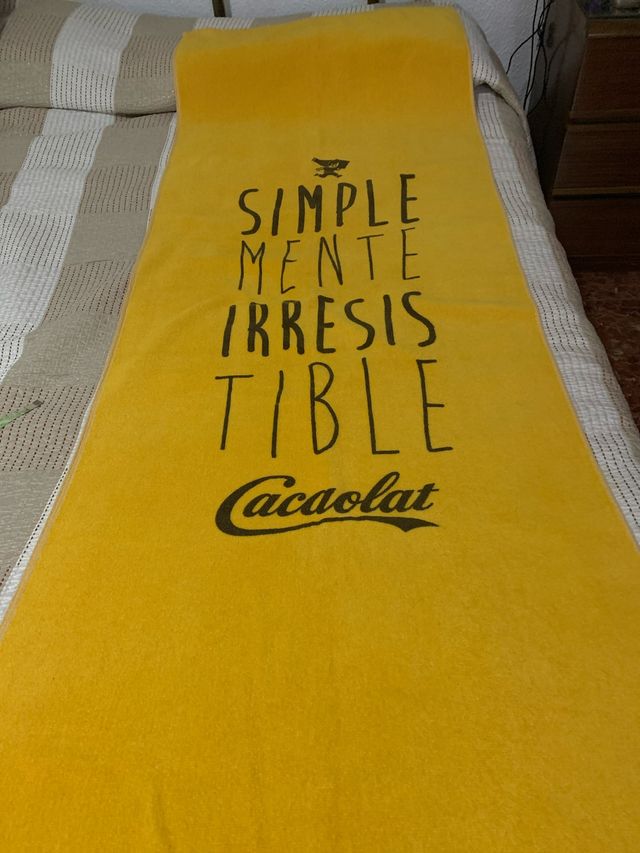 SIMPLE
MENTE
IRRESIS
TIBLE
Cacaolat